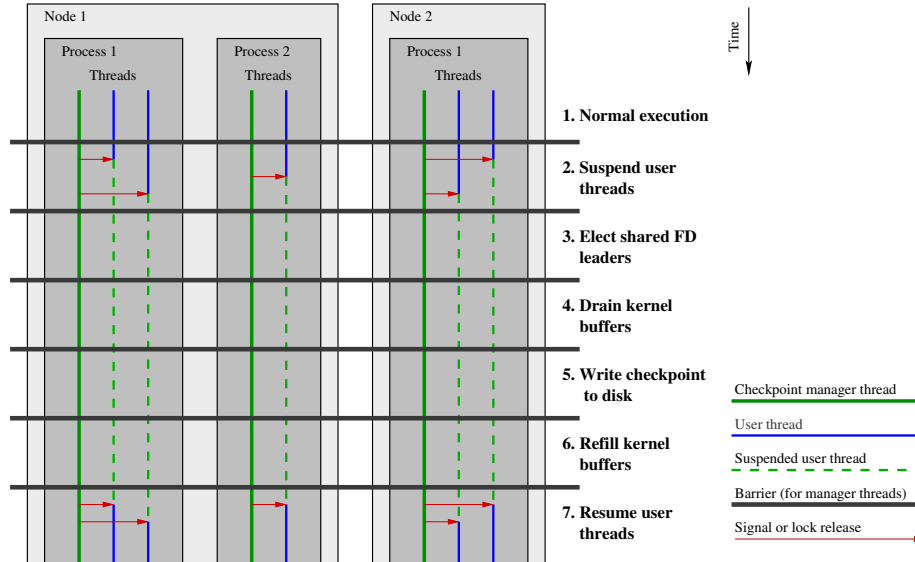 Node 1
Node 2
Process 1
Process 2
Process 1
Threads
Threads
Threads
Time
1. Normal execution
2. Suspend user
threads
3. Elect shared FD
leaders
4. Drain kernel
buffers
5. Write checkpoint
to disk
6. Refill kernel
buffers
7. Resume user
threads
Checkpoint manager thread
User thread
Suspended user thread
Barrier (for manager threads)
Signal or lock release